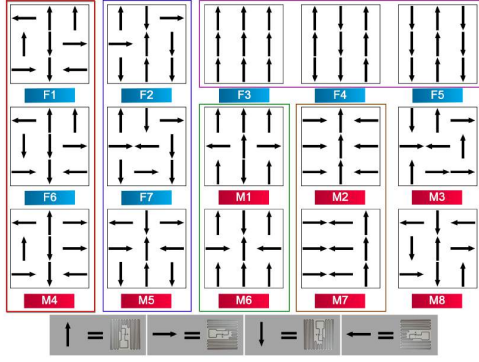 F1 F2 F3 F4 F5
F6 F7 M1 M2 M3
M4 M5 M6 M7 M8
= = = =